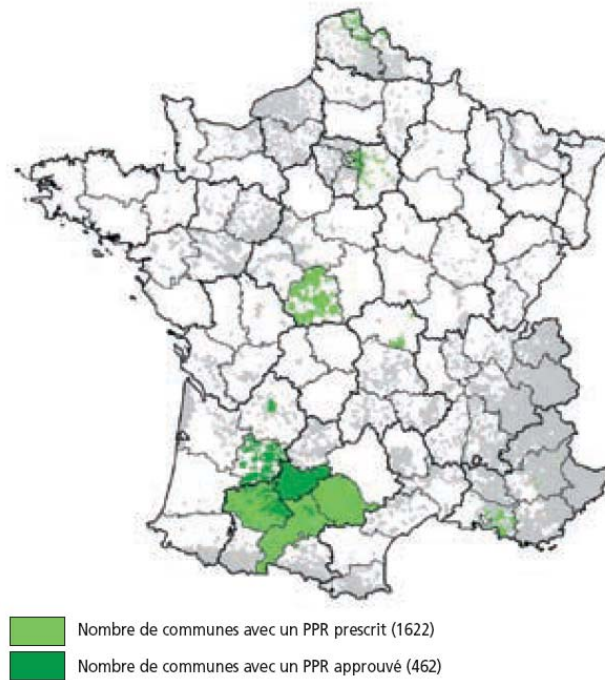 Nombre de communes avec un PPR prescrit (1622)
Nombre de communes avec un PPR approuvé (462)